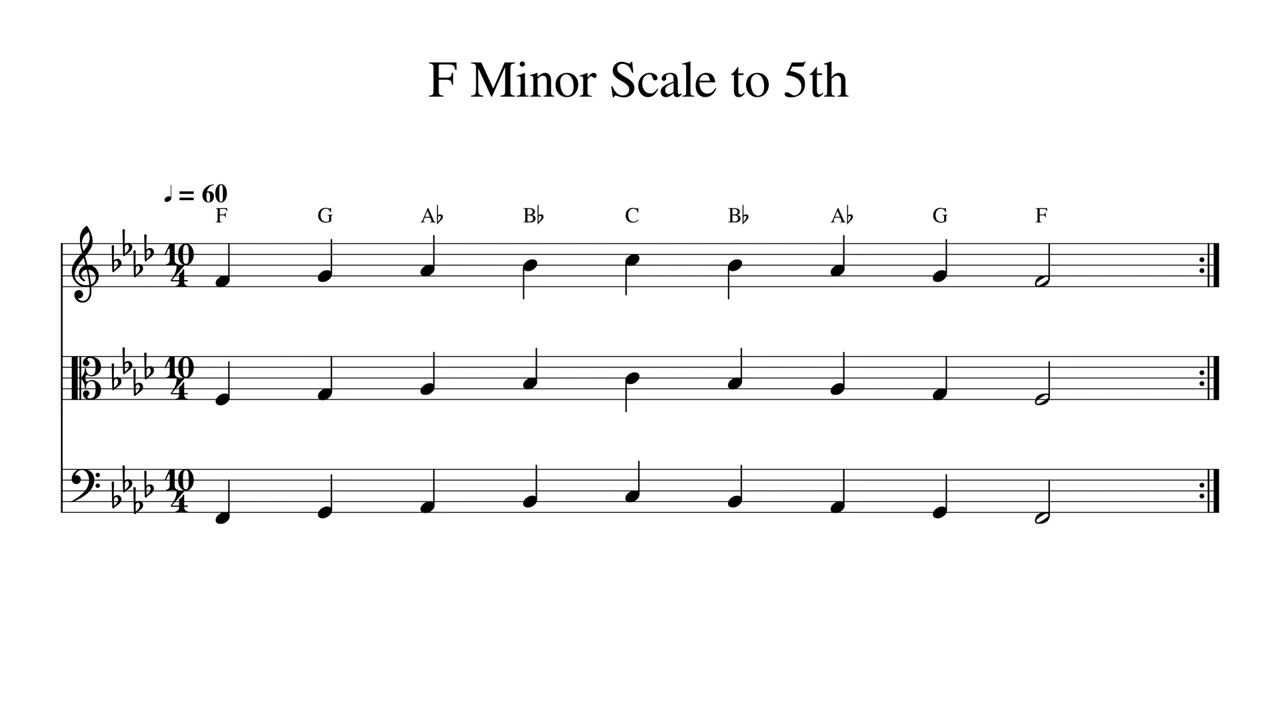 F Minor Scale to 5th
♩ = 60
F G A♭ B♭ C B♭ A♭ G F
10
4
10
4
10
4